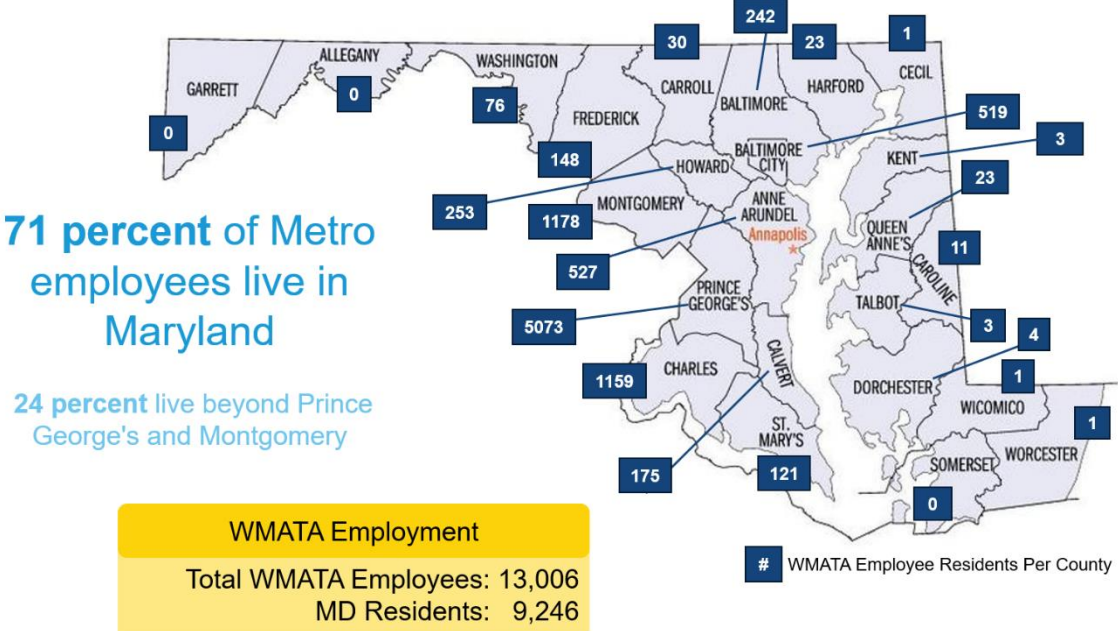 71 percent of Metro
employees live in
Maryland
24 percent live beyond Prince
George's and Montgomery
WMATA Employment
Total WMATA Employees: 13,006
MD Residents: 9,246
GARRETT
0
ALLEGANY
0
WASHINGTON
76
FREDERICK
148
CARROLL
30
BALTIMORE
242
HARFORD
23
CECIL
1
BALTIMORE
CITY
519
KENT
3
HOWARD
253
MONTGOMERY
1178
ANNE
ARUNDEL
527
Annapolis
*
QUEEN
ANNE'S
23
CAROLINE
11
PRINCE
GEORGE'S
5073
TALBOT
3
CHARLES
1159
CALVERT
175
DORCHESTER
4
WICOMICO
1
ST.
MARY'S
121
SOMERSET
0
WORCESTER
1
# WMATA Employee Residents Per County